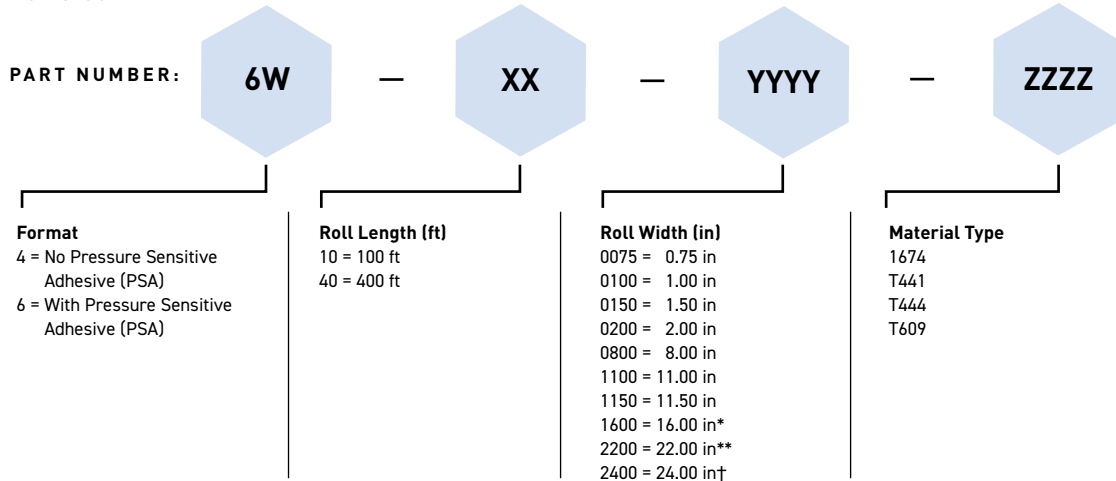 PART NUMBER: 6W — XX — YYYY — ZZZZ
Format
4 = No Pressure Sensitive
Adhesive (PSA)
6 = With Pressure Sensitive
Adhesive (PSA)
Roll Length (ft)
10 = 100 ft
40 = 400 ft
Roll Width (in)
0075 = 0.75 in
0100 = 1.00 in
0150 = 1.50 in
0200 = 2.00 in
0800 = 8.00 in
1100 = 11.00 in
1150 = 11.50 in
1600 = 16.00 in*
2200 = 22.00 in**
2400 = 24.00 in†
Material Type
1674
T441
T444
T609